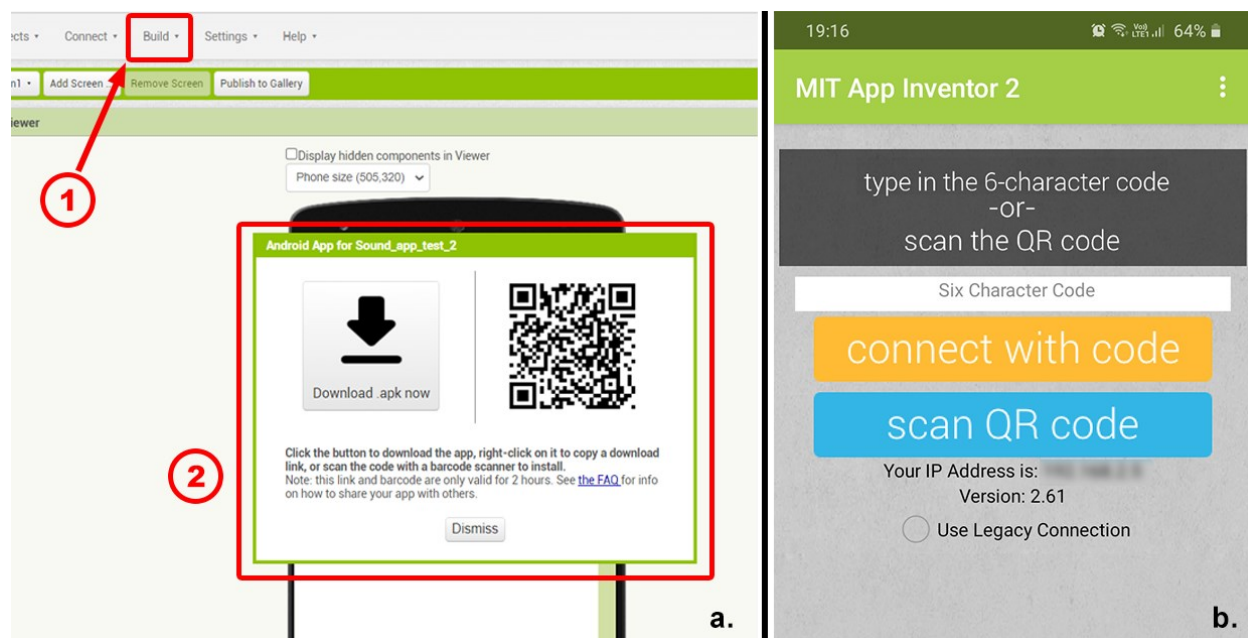 ects Connect Build Settings Help
m1 Add Screen ... Remove Screen Publish to Gallery
iewer
1
Display hidden components in Viewer
Phone size (505,320)
Android App for Sound_app_test_2
Download .apk now
2
Click the button to download the app, right-click on it to copy a download
link, or scan the code with a barcode scanner to install.
Note: this link and barcode are only valid for 2 hours. See the FAQ for info
on how to share your app with others.
Dismiss
a.
19:16 Vo)) LTE1 64%
MIT App Inventor 2
type in the 6-character code
-or-
scan the QR code
Six Character Code
connect with code
scan QR code
Your IP Address is:
Version: 2.61
Use Legacy Connection
b.